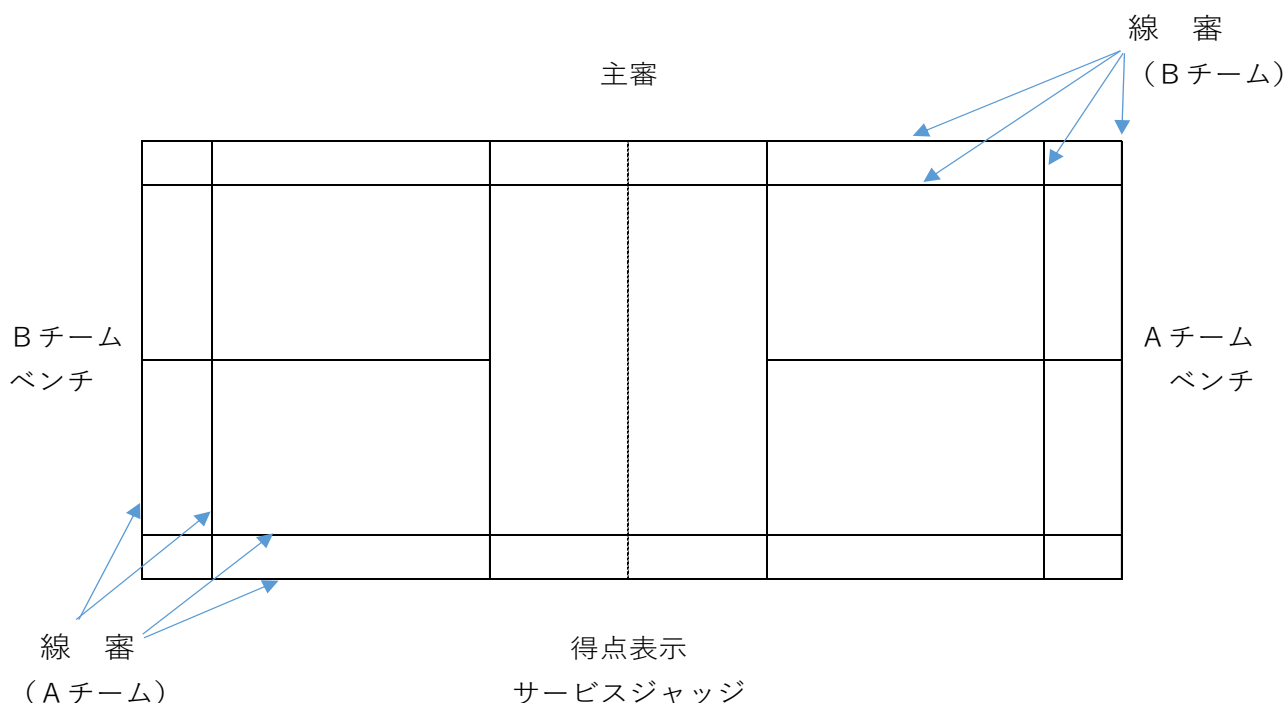 線　審
（Ｂチーム）
主審
Ｂチーム
ベンチ
Ａチーム
ベンチ
線　審
（Ａチーム）
得点表示
サービスジャッジ